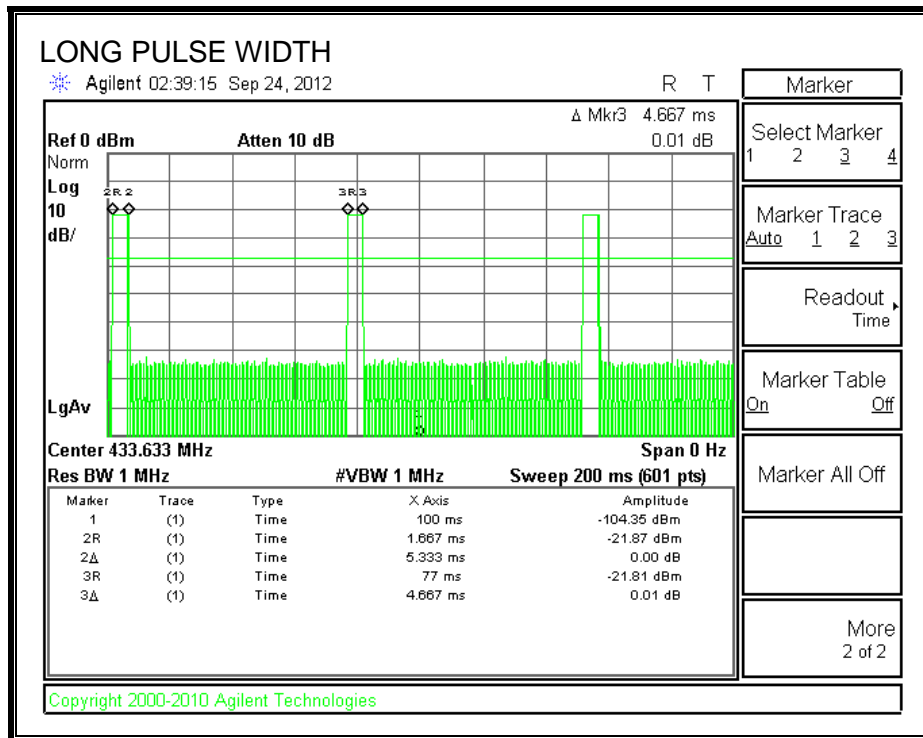 LONG PULSE WIDTH
Agilent 02:39:15 Sep 24, 2012 R T
Marker
Δ Mkr3 4.667 ms
Ref 0 dBm Atten 10 dB 0.01 dB
Norm
Log
10
dB/
2R 2 3R 3
LgAv
Center 433.633 MHz Span 0 Hz
Res BW 1 MHz #VBW 1 MHz Sweep 200 ms (601 pts)
Marker Trace Type X Axis Amplitude
1 (1) Time 100 ms -104.35 dBm
2R (1) Time 1.667 ms -21.87 dBm
2Δ (1) Time 5.333 ms 0.00 dB
3R (1) Time 77 ms -21.81 dBm
3Δ (1) Time 4.667 ms 0.01 dB
Select Marker
1 2 3 4
Marker Trace
Auto 1 2 3
Readout
Time
Marker Table
On Off
Marker All Off
More
2 of 2
Copyright 2000-2010 Agilent Technologies